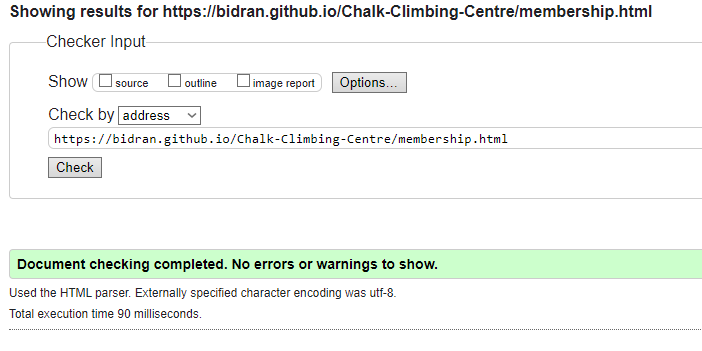 Showing results for https://bidran.github.io/Chalk-Climbing-Centre/membership.html
Checker Input
Show source outline image report Options...
Check by address
https://bidran.github.io/Chalk-Climbing-Centre/membership.html
Check
Document checking completed. No errors or warnings to show.
Used the HTML parser. Externally specified character encoding was utf-8.
Total execution time 90 milliseconds.